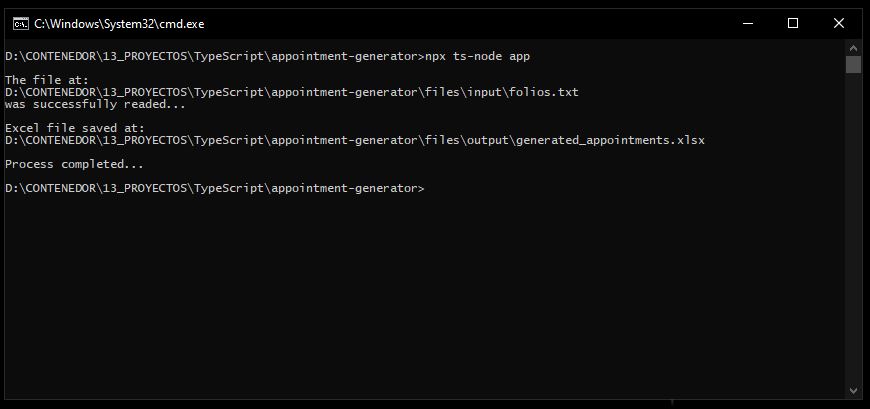 C:\Windows\System32\cmd.exe
D:\CONTENEDOR\13_PROYECTOS\TypeScript\appointment-generator>npx ts-node app
The file at:
D:\CONTENEDOR\13_PROYECTOS\TypeScript\appointment-generator\files\input\folios.txt
was successfully readed...
Excel file saved at:
D:\CONTENEDOR\13_PROYECTOS\TypeScript\appointment-generator\files\output\generated_appointments.xlsx
Process completed...
D:\CONTENEDOR\13_PROYECTOS\TypeScript\appointment-generator>